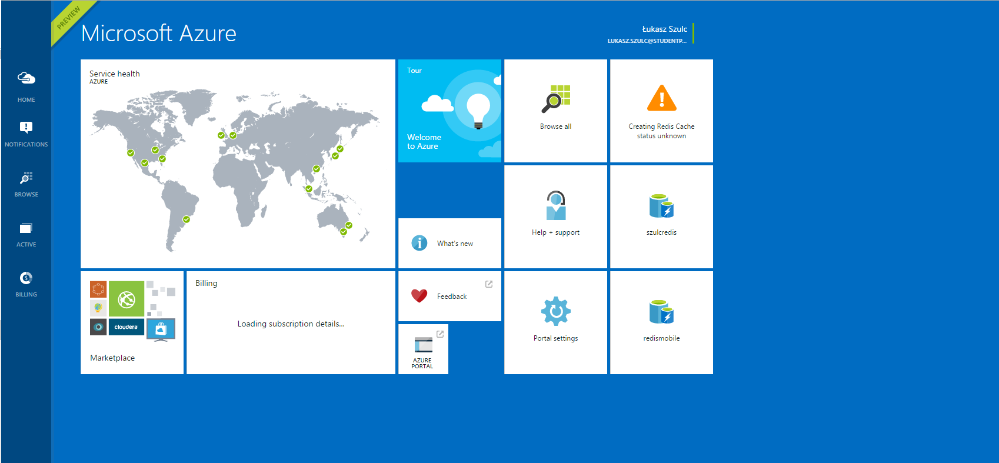 PREVIEW
Microsoft Azure
Łukasz Szulc
LUKASZ.SZULC@STUDENTP...
HOME
NOTIFICATIONS
BROWSE
ACTIVE
BILLING
Service health
AZURE
Tour
Welcome
to Azure
Browse all
Creating Redis Cache
status unknown
What's new
Help + support
szulcredis
cloudera
Marketplace
Billing
Loading subscription details...
Feedback
AZURE
PORTAL
Portal settings
redismobile